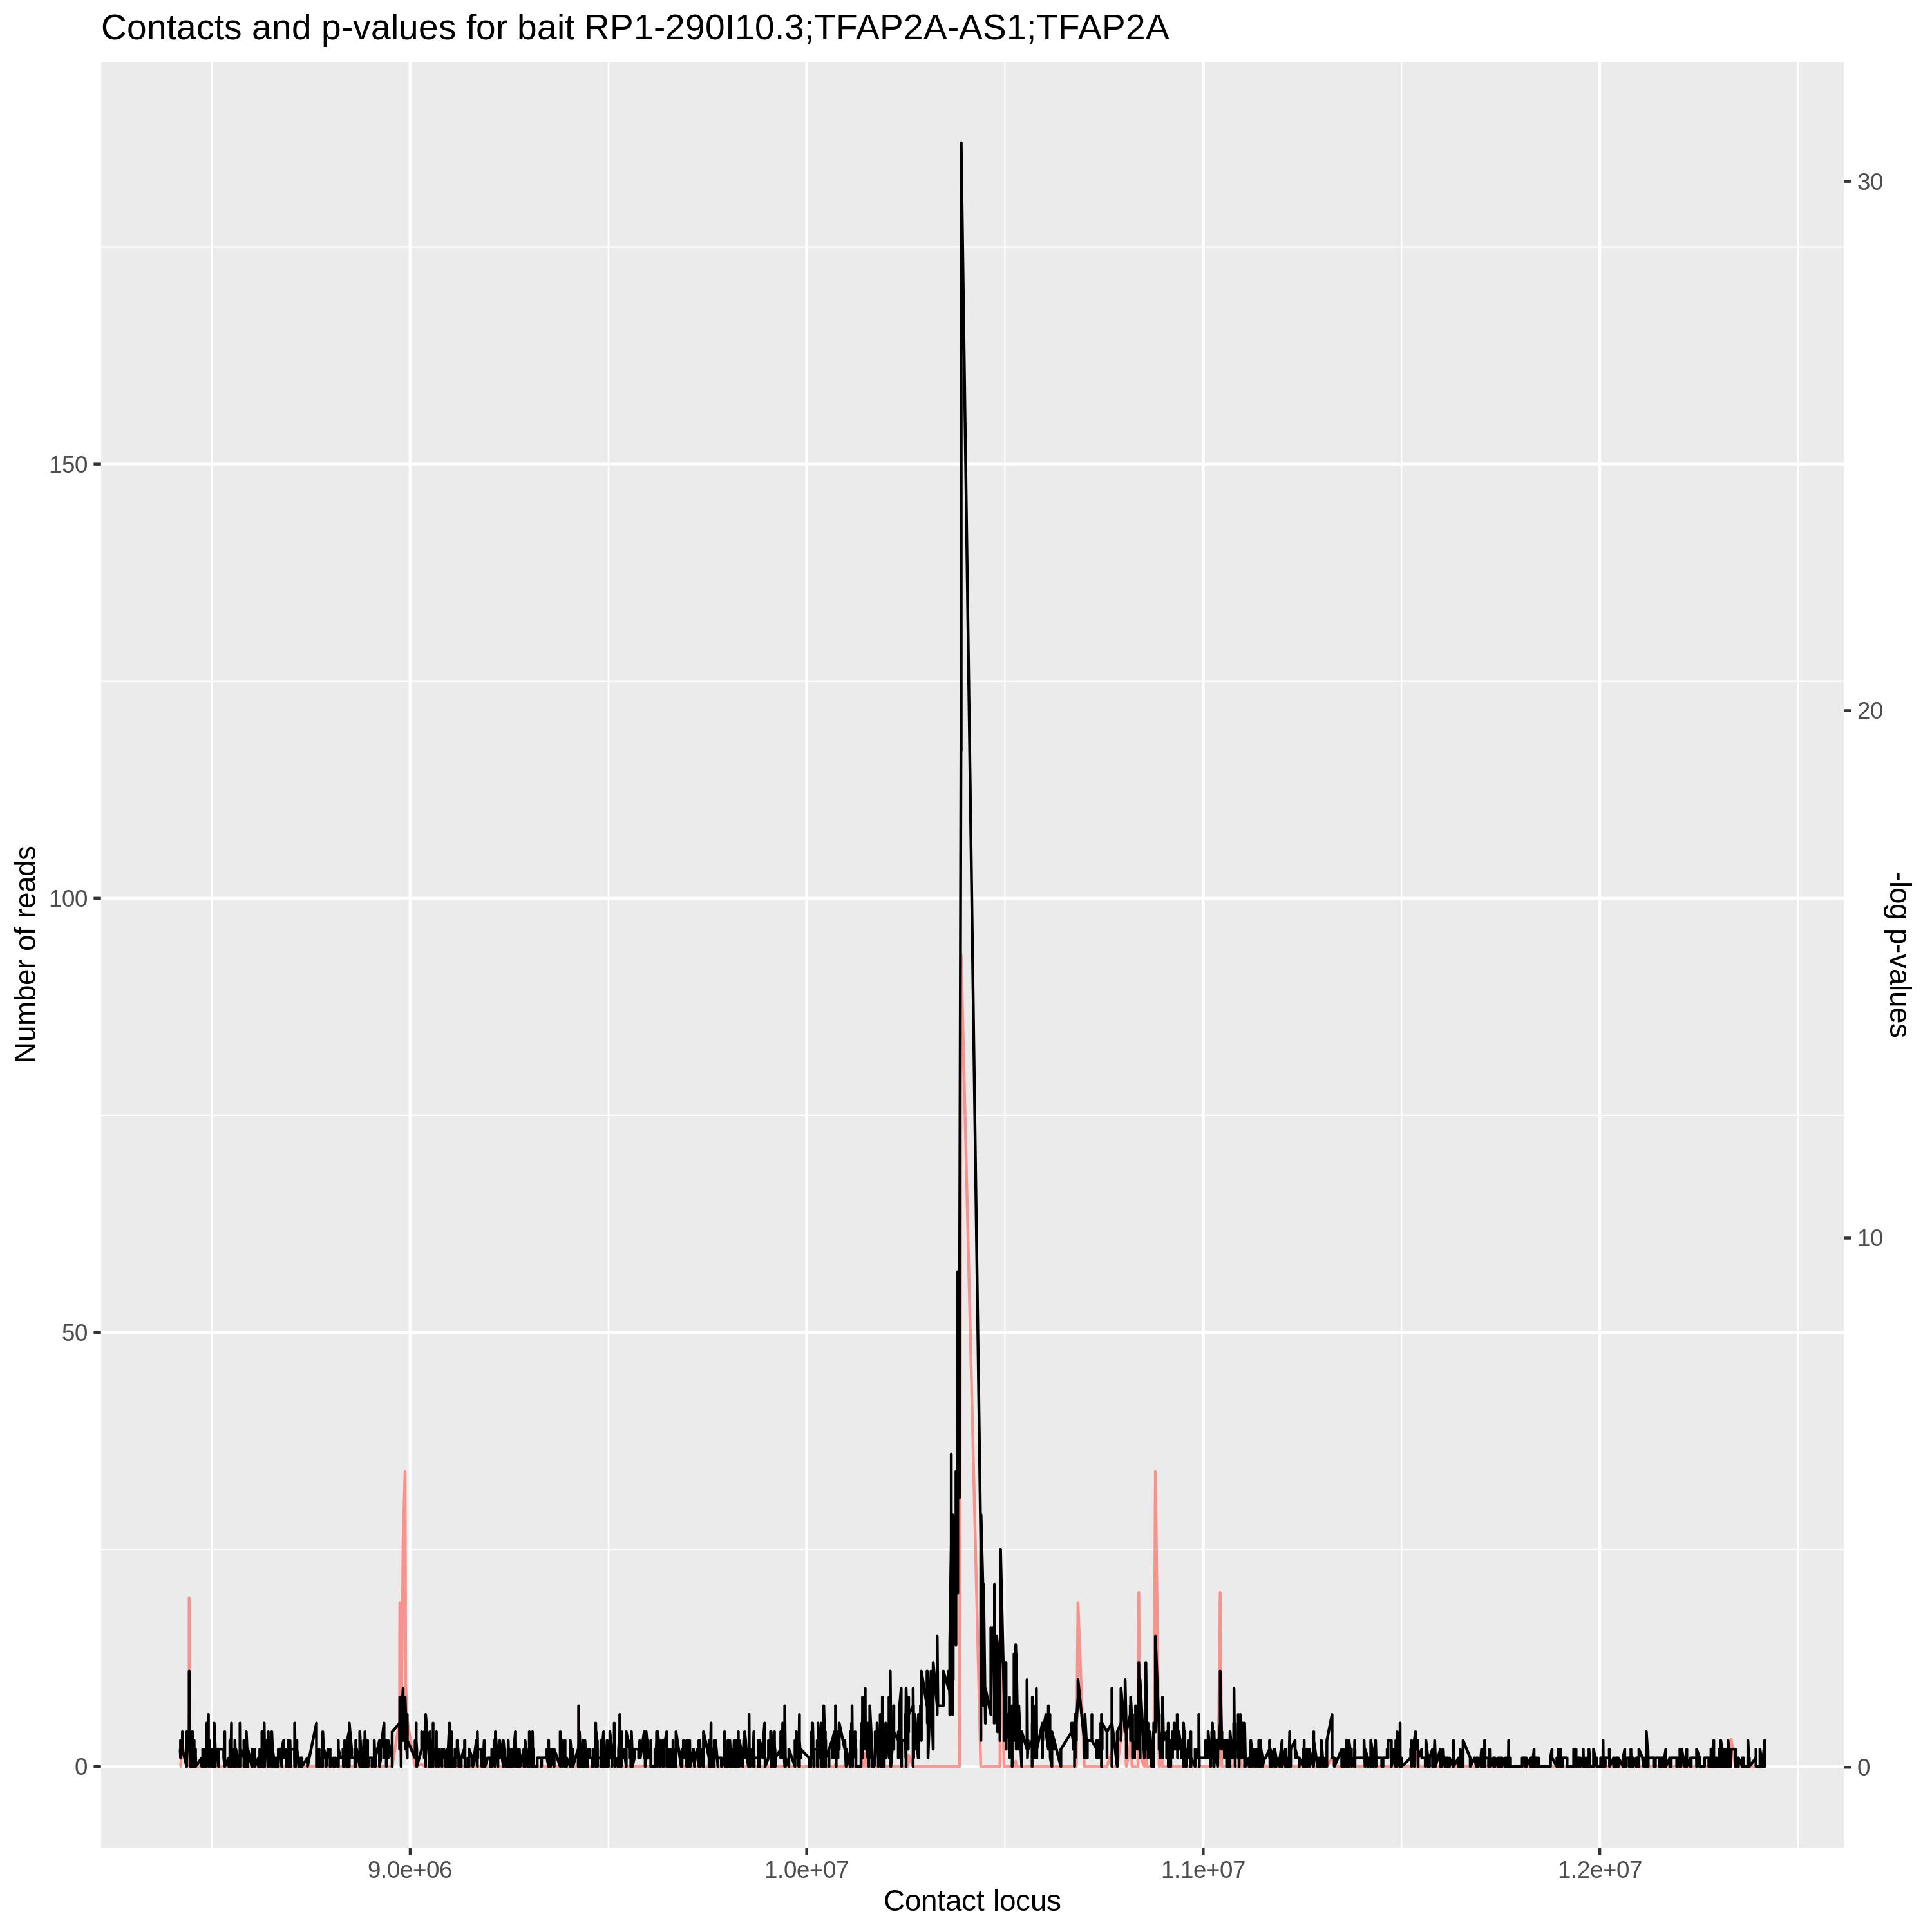 Contacts and p-values for bait RP1-290I10.3;TFAP2A-AS1;TFAP2A
Number of reads
150
100
50
0
30
20
10
0
-log p-values
9.0e+06
1.0e+07
1.1e+07
1.2e+07
Contact locus